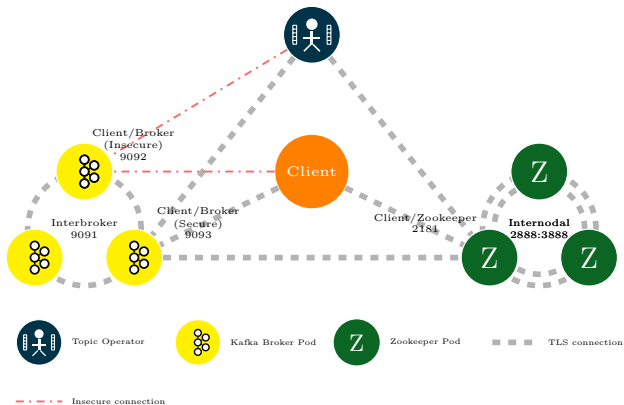 Client/Broker
(Insecure)
9092
Client
Z
Client/Broker
(Secure)
9093
Client/Zookeeper
2181
Interbroker
9091
Internodal
2888:3888
Z
Z
Topic Operator
Kafka Broker Pod
Z
Zookeeper Pod
TLS connection
Insecure connection